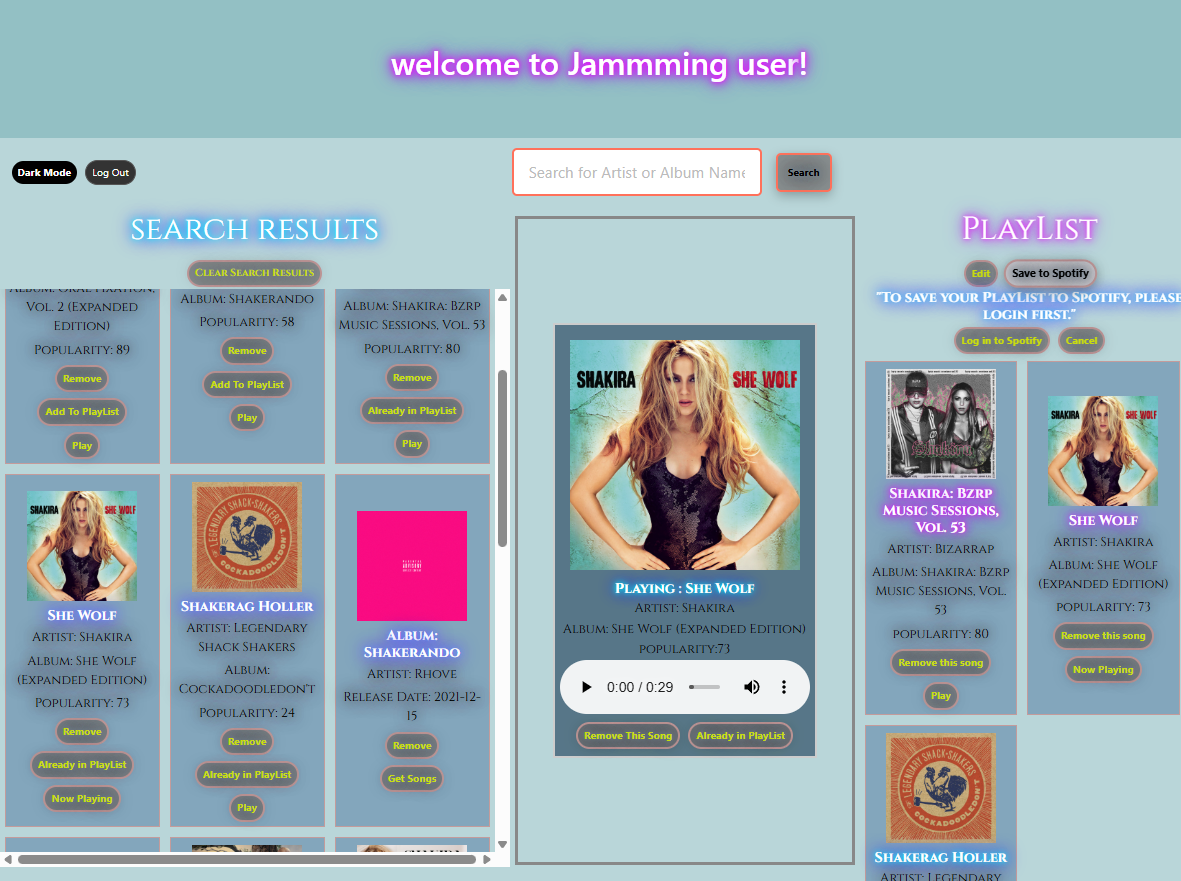 welcome to Jammming user!
Dark Mode
Log Out
Search for Artist or Album Name
Search
SEARCH RESULTS
Clear Search Results
Album: Oral Fixation,
Vol. 2 (Expanded
Edition)
Popularity: 89
Remove
Add To PlayList
Play
Album: Shakerando
Popularity: 58
Remove
Add To PlayList
Play
Album: Shakira: Bzrp
Music Sessions, Vol. 53
Popularity: 80
Remove
Already in PlayList
Play
SHAKIRA
SHE WOLF
She Wolf
Artist: Shakira
Album: She Wolf
(Expanded Edition)
Popularity: 73
Remove
Already in PlayList
Now Playing
LEGENDARY SHACK-SHAKERS
COCKADOODLEDON'T
Shakerag Holler
Artist: Legendary
Shack Shakers
Album:
Cockadoodledon't
Popularity: 24
Remove
Already in PlayList
Play
Album:
Shakerando
Artist: Rhove
Release Date: 2021-12-
15
Remove
Get Songs
SHAKIRA
SHE WOLF
Playing : She Wolf
Artist: Shakira
Album: She Wolf (Expanded Edition)
popularity:73
0:00 / 0:29
Remove This Song
Already in PlayList
PlayList
Edit
Save to Spotify
"To save your PlayList to Spotify, please
login first."
Log in to Spotify
Cancel
Shakira: Bzrp
Music Sessions,
Vol. 53
Artist: Bizarrap
Album: Shakira: Bzrp
Music Sessions, Vol.
53
popularity: 80
Remove this song
Play
SHAKIRA
SHE WOLF
She Wolf
Artist: Shakira
Album: She Wolf
(Expanded Edition)
popularity: 73
Remove this song
Now Playing
LEGENDARY SHACK-SHAKERS
COCKADOODLEDON'T
Shakerag Holler
Artist: Legendary